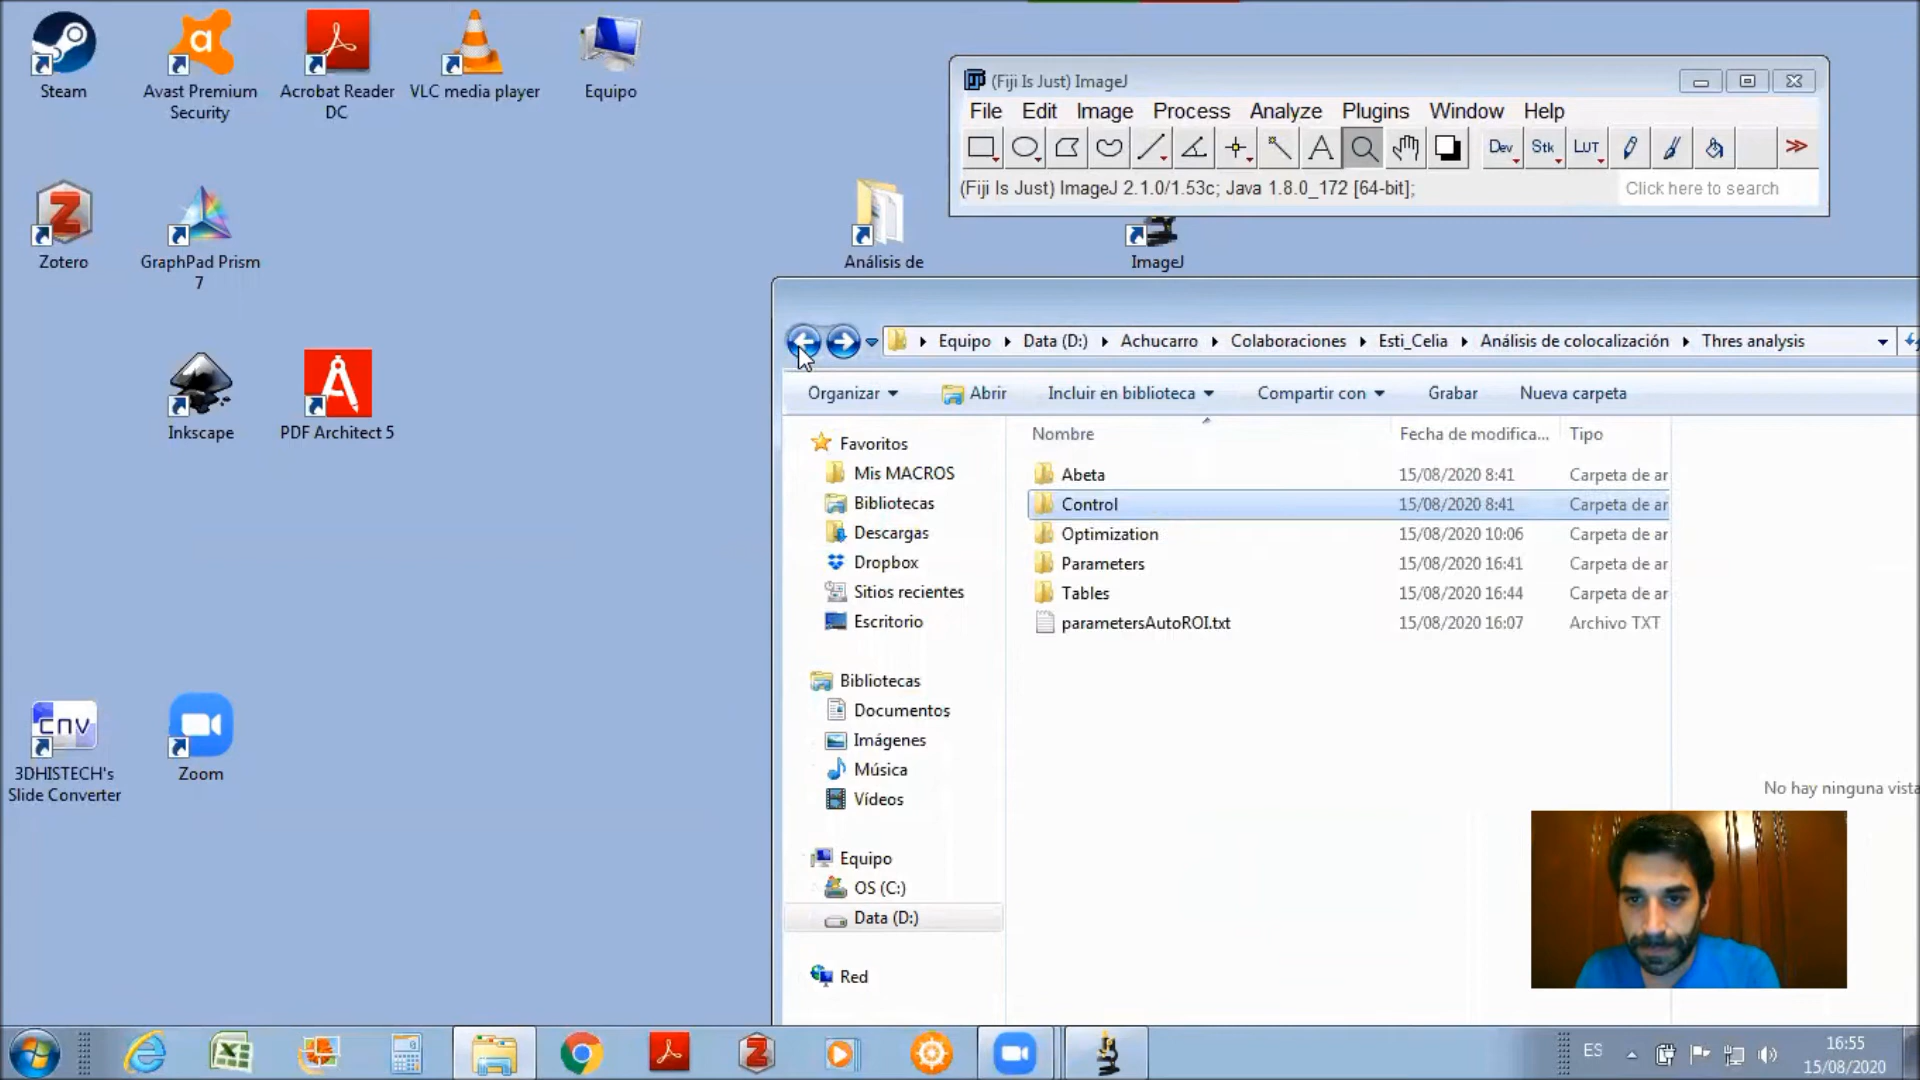 Steam
Avast Premium
Security
Acrobat Reader
DC
VLC media player
Equipo
Zotero
GraphPad Prism
7
Inkscape
PDF Architect 5
cnv
3DHISTECH's
Slide Converter
Zoom
Análisis de
ImageJ
(Fiji Is Just) ImageJ
File Edit Image Process Analyze Plugins Window Help
Dev Stk LUT
(Fiji Is Just) ImageJ 2.1.0/1.53c; Java 1.8.0_172 [64-bit];
Click here to search
Equipo Data (D:) Achucarro Colaboraciones Esti_Celia Análisis de colocalización Thres analysis
Organizar Abrir Incluir en biblioteca Compartir con Grabar Nueva carpeta
Favoritos
Mis MACROS
Bibliotecas
Descargas
Dropbox
Sitios recientes
Escritorio
Bibliotecas
Documentos
Imágenes
Música
Vídeos
Equipo
OS (C:)
Data (D:)
Red
Nombre Fecha de modifica... Tipo
Abeta 15/08/2020 8:41 Carpeta de ar
Control 15/08/2020 8:41 Carpeta de ar
Optimization 15/08/2020 10:06 Carpeta de ar
Parameters 15/08/2020 16:41 Carpeta de ar
Tables 15/08/2020 16:44 Carpeta de ar
parametersAutoROI.txt 15/08/2020 16:07 Archivo TXT
No hay ninguna vista
ES
16:55
15/08/2020